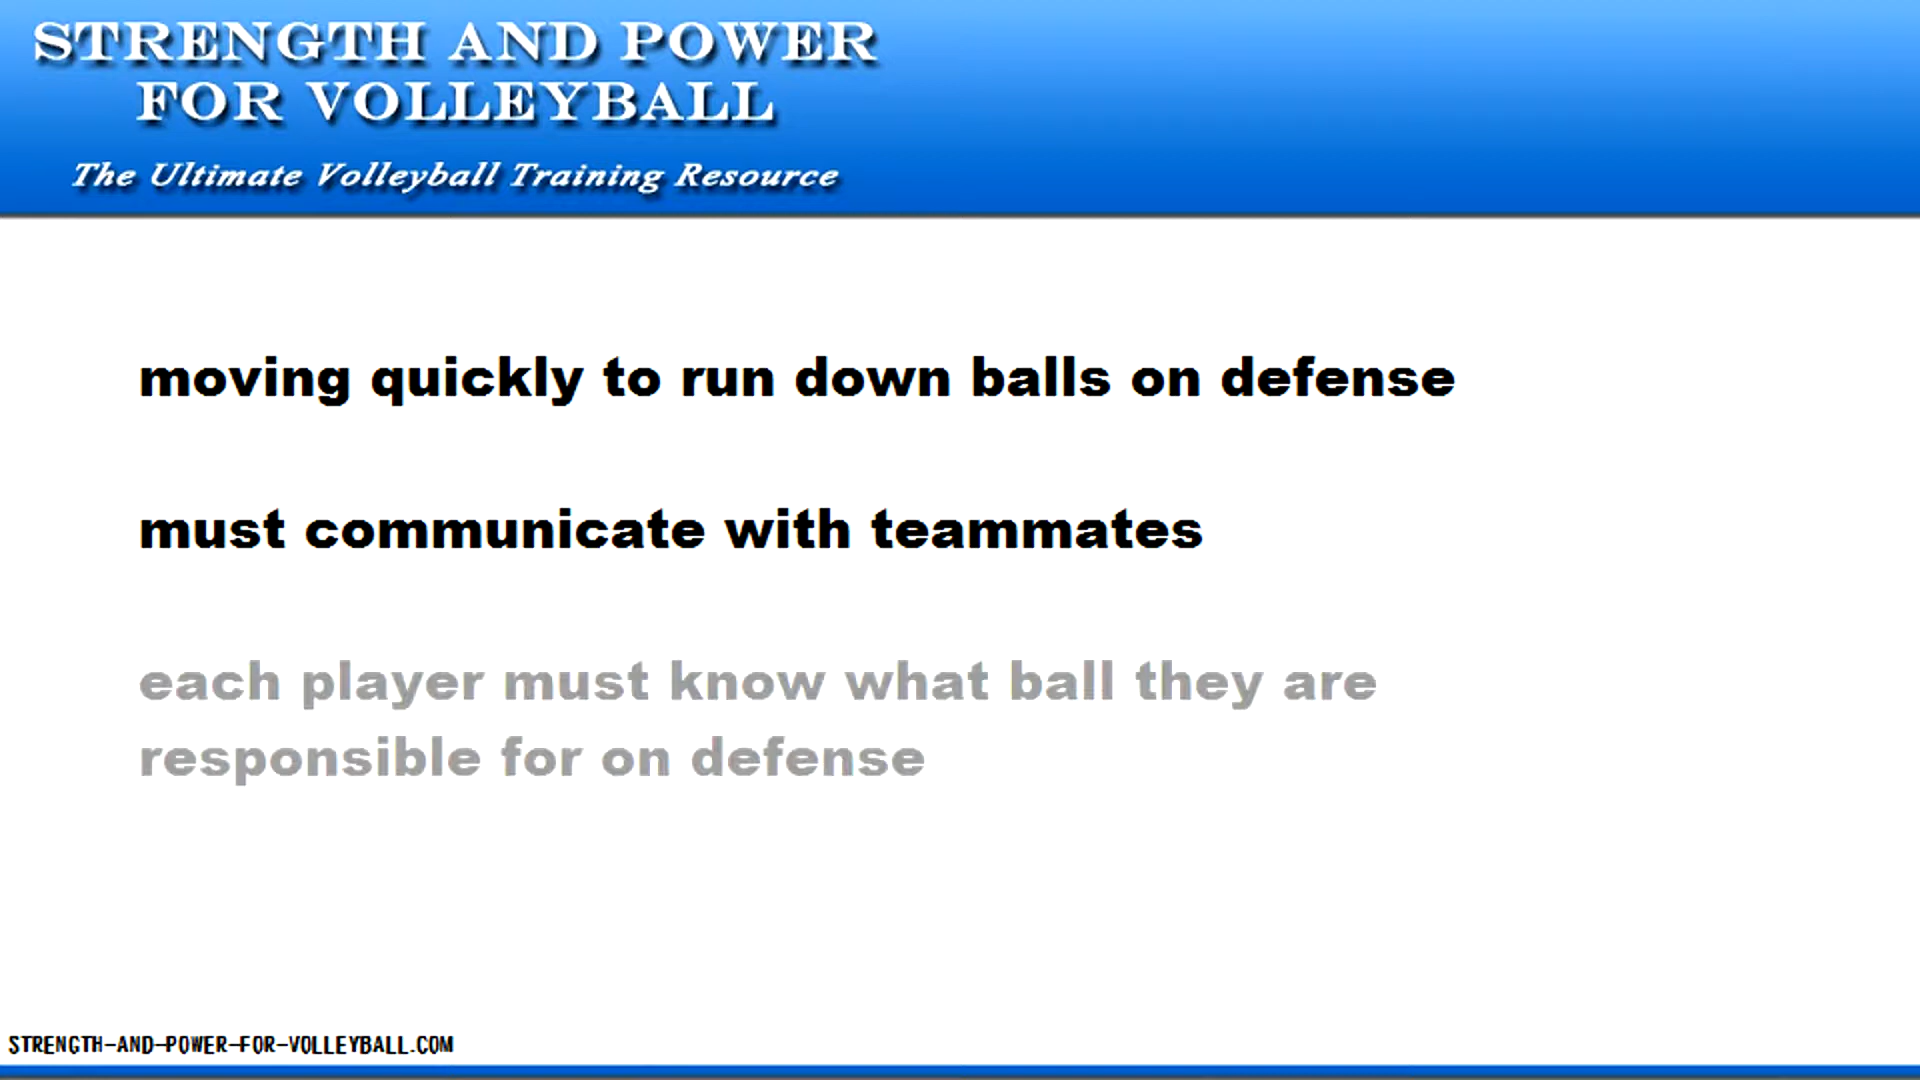 STRENGTH AND POWER
FOR VOLLEYBALL
The Ultimate Volleyball Training Resource
moving quickly to run down balls on defense
must communicate with teammates
each player must know what ball they are
responsible for on defense
STRENGTH-AND-POWER-FOR-VOLLEYBALL.COM